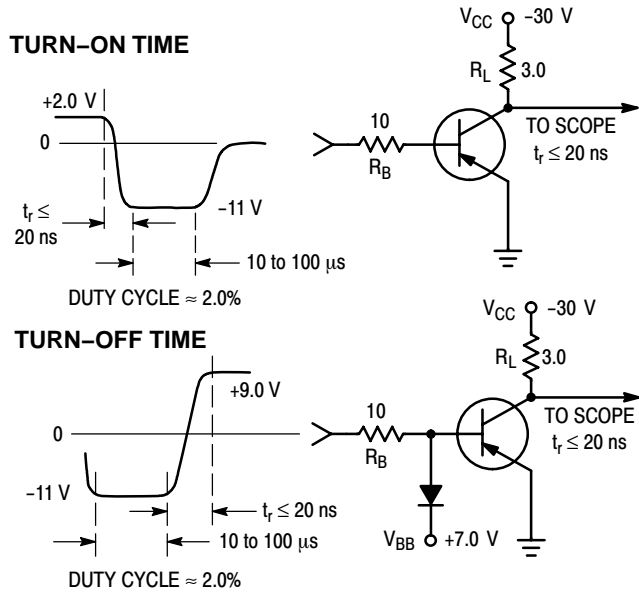 TURN−ON TIME
+2.0 V
0
−11 V
t_r ≤
20 ns
10 to 100 μs
DUTY CYCLE ≈ 2.0%
V_CC −30 V
R_L 3.0
10
R_B
TO SCOPE
t_r ≤ 20 ns
TURN−OFF TIME
+9.0 V
0
−11 V
t_r ≤ 20 ns
10 to 100 μs
DUTY CYCLE ≈ 2.0%
V_CC −30 V
R_L 3.0
10
R_B
TO SCOPE
t_r ≤ 20 ns
V_BB +7.0 V